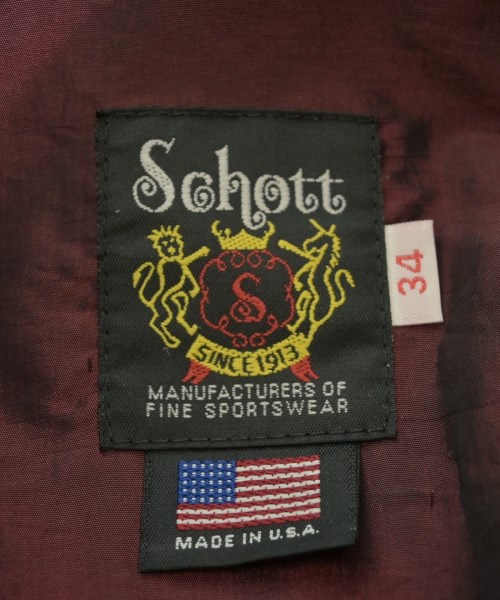 Schott
S
SINCE 1913
MANUFACTURERS OF
FINE SPORTSWEAR
34
MADE IN U.S.A.